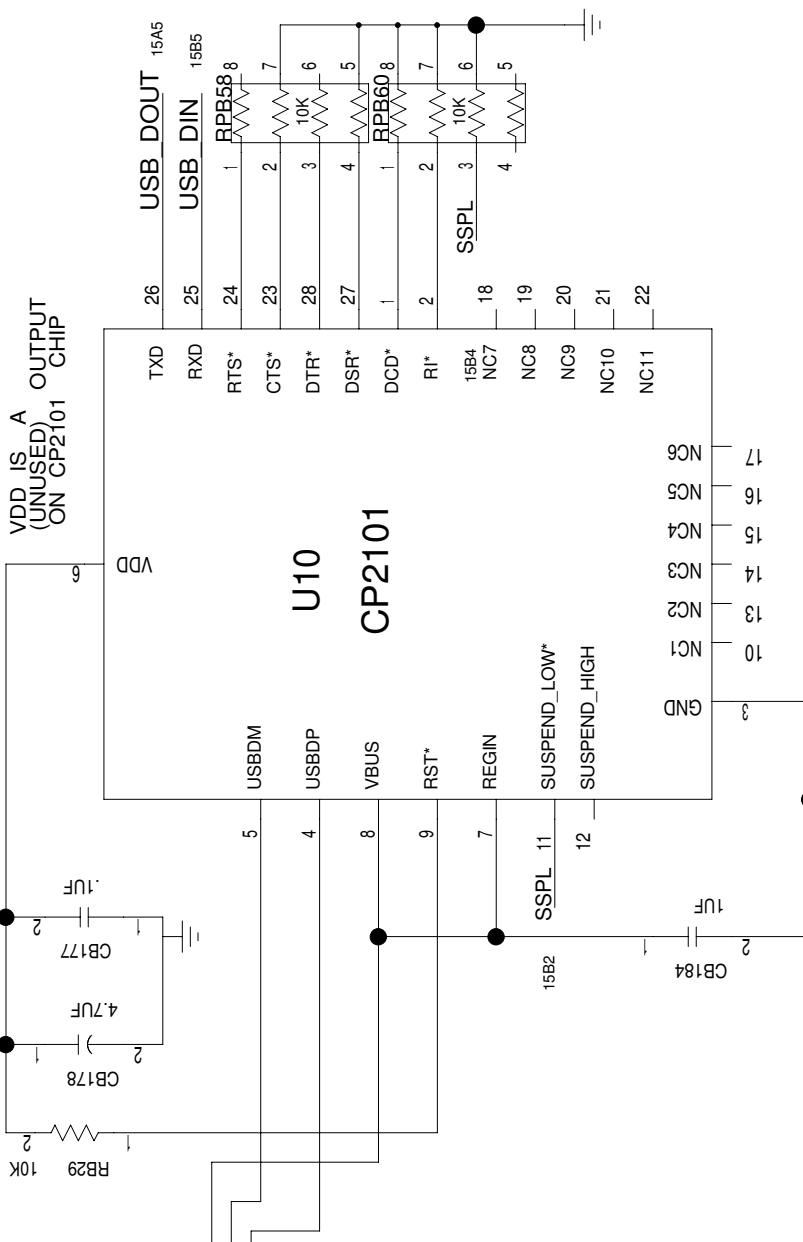 USB_DOUT 15A5
USB_DIN 15B5
RPB58
8
7
6
5
10K
1
2
3
4
RPB60
8
7
6
5
10K
1
2
3
4
SSPL
VDD IS A OUTPUT
(UNUSED)
ON CP2101 CHIP
26 TXD
25 RXD
24 RTS*
23 CTS*
28 DTR*
27 DSR*
1 DCD*
2 RI*
15B4
18 NC7
19 NC8
20 NC9
21 NC10
22 NC11
6 VDD
U10
CP2101
NC6 17
NC5 16
NC4 15
NC3 14
NC2 13
NC1 10
GND 3
USBDM 5
USBDP 4
VBUS 8
RST* 9
REGIN 7
SUSPEND_LOW* 11 SSPL
SUSPEND_HIGH 12
15B2
.1UF
2
1
CB177
4.7UF
1
2
CB178
10K
2
1
RB29
1UF
1
2
CB184